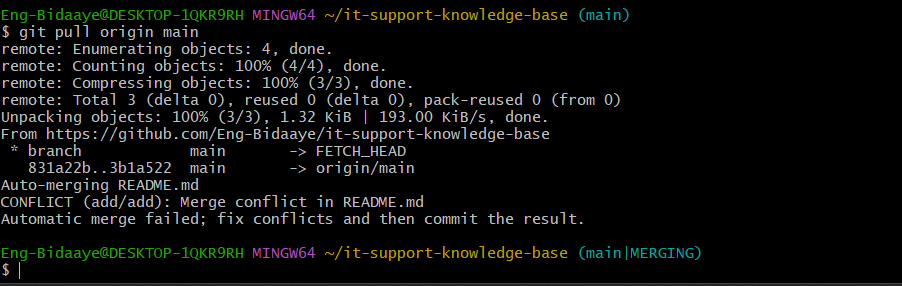 Eng-Bidaaye@DESKTOP-1QKR9RH MINGW64 ~/it-support-knowledge-base (main)
$ git pull origin main
remote: Enumerating objects: 4, done.
remote: Counting objects: 100% (4/4), done.
remote: Compressing objects: 100% (3/3), done.
remote: Total 3 (delta 0), reused 0 (delta 0), pack-reused 0 (from 0)
Unpacking objects: 100% (3/3), 1.32 KiB | 193.00 KiB/s, done.
From https://github.com/Eng-Bidaaye/it-support-knowledge-base
 * branch            main       -> FETCH_HEAD
   831a22b..3b1a522  main       -> origin/main
Auto-merging README.md
CONFLICT (add/add): Merge conflict in README.md
Automatic merge failed; fix conflicts and then commit the result.
Eng-Bidaaye@DESKTOP-1QKR9RH MINGW64 ~/it-support-knowledge-base (main|MERGING)
$